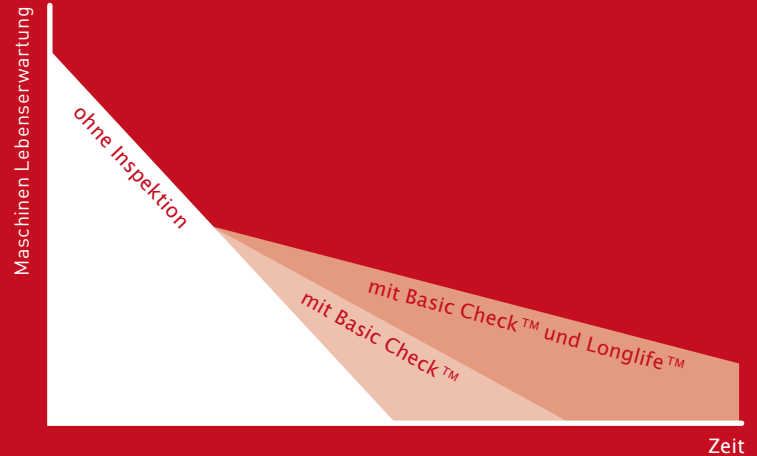 Maschinen Lebenserwartung
ohne Inspektion
mit Basic Check™ und Longlife™
mit Basic Check™
Zeit